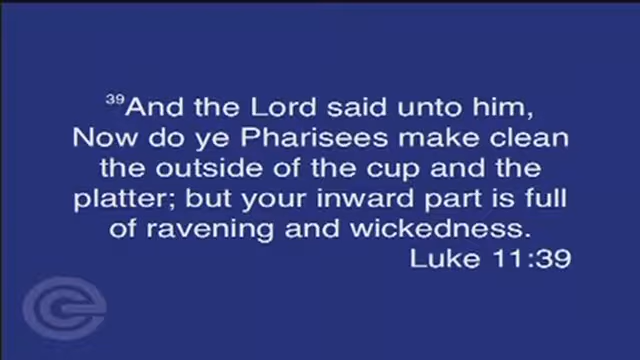 39And the Lord said unto him,
Now do ye Pharisees make clean
the outside of the cup and the
platter; but your inward part is full
of ravening and wickedness.
Luke 11:39